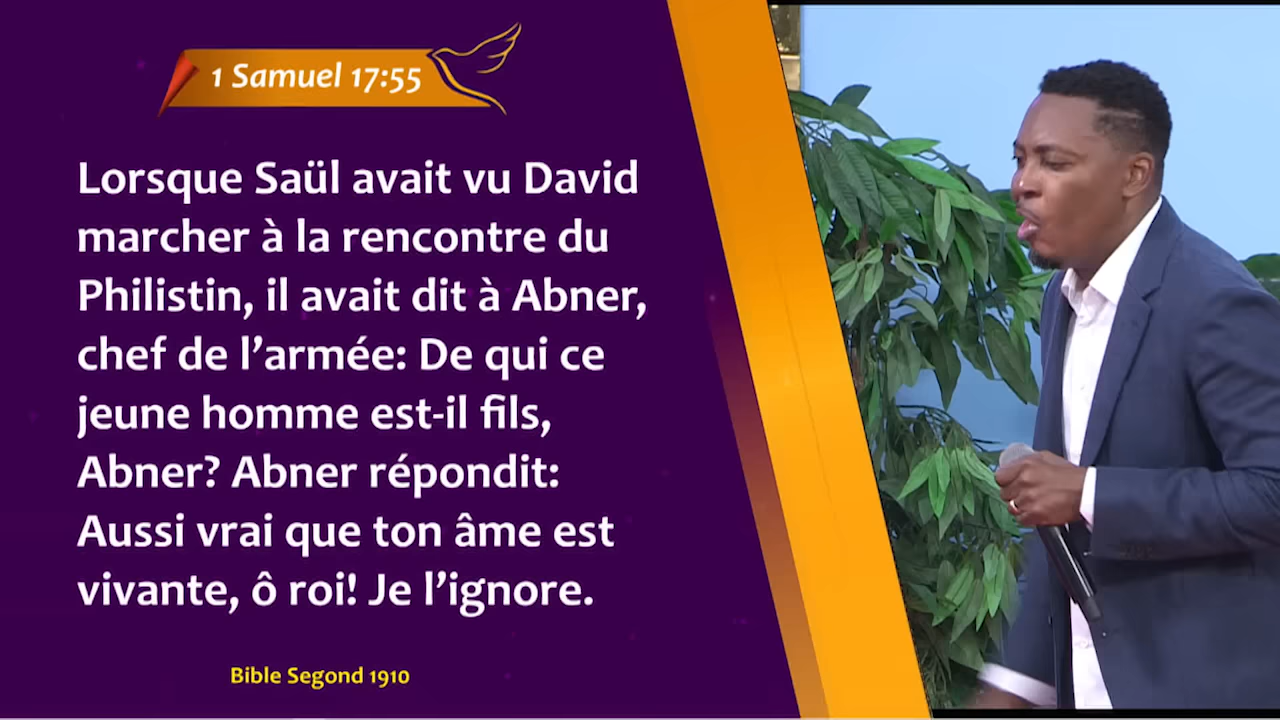 1 Samuel 17:55
Lorsque Saül avait vu David
marcher à la rencontre du
Philistin, il avait dit à Abner,
chef de l’armée: De qui ce
jeune homme est-il fils,
Abner? Abner répondit:
Aussi vrai que ton âme est
vivante, ô roi! Je l’ignore.
Bible Segond 1910